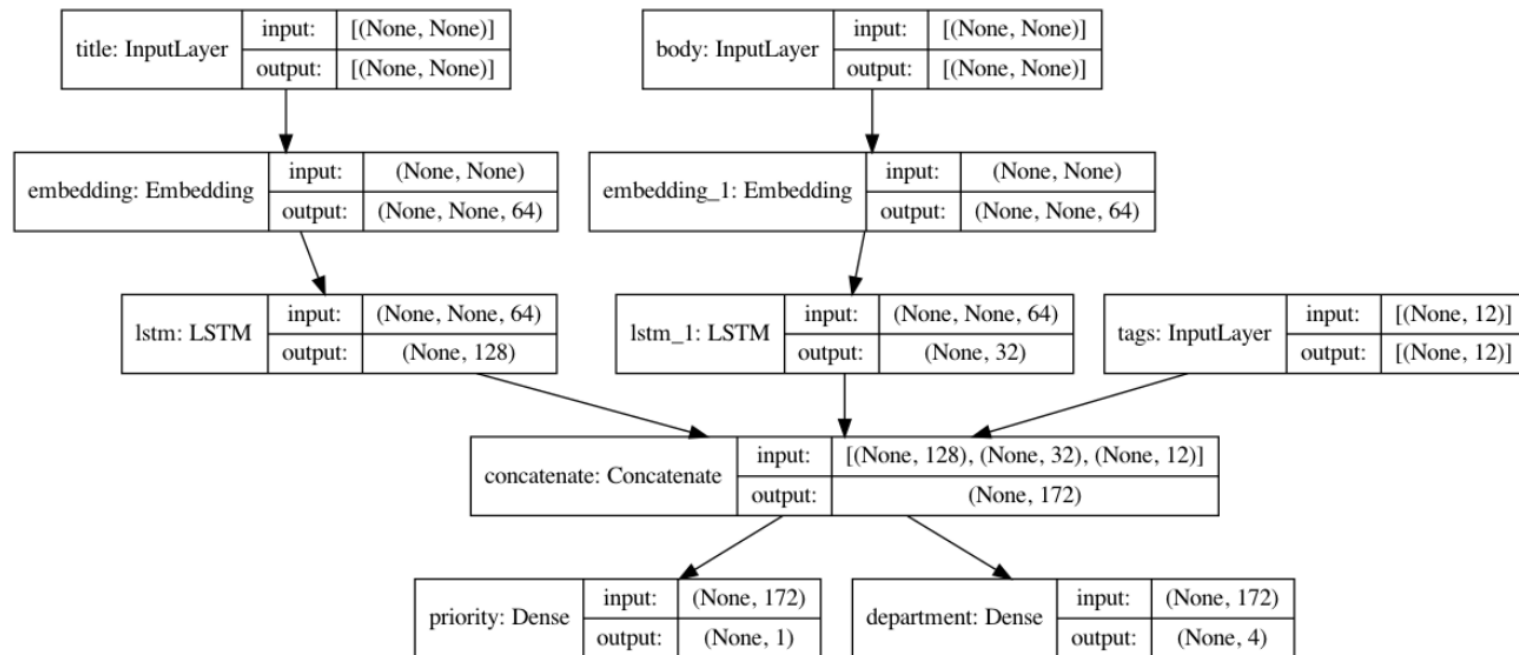 title: InputLayer
input: [(None, None)]
output: [(None, None)]
body: InputLayer
input: [(None, None)]
output: [(None, None)]
embedding: Embedding
input: (None, None)
output: (None, None, 64)
embedding_1: Embedding
input: (None, None)
output: (None, None, 64)
lstm: LSTM
input: (None, None, 64)
output: (None, 128)
lstm_1: LSTM
input: (None, None, 64)
output: (None, 32)
tags: InputLayer
input: [(None, 12)]
output: [(None, 12)]
concatenate: Concatenate
input: [(None, 128), (None, 32), (None, 12)]
output: (None, 172)
priority: Dense
input: (None, 172)
output: (None, 1)
department: Dense
input: (None, 172)
output: (None, 4)